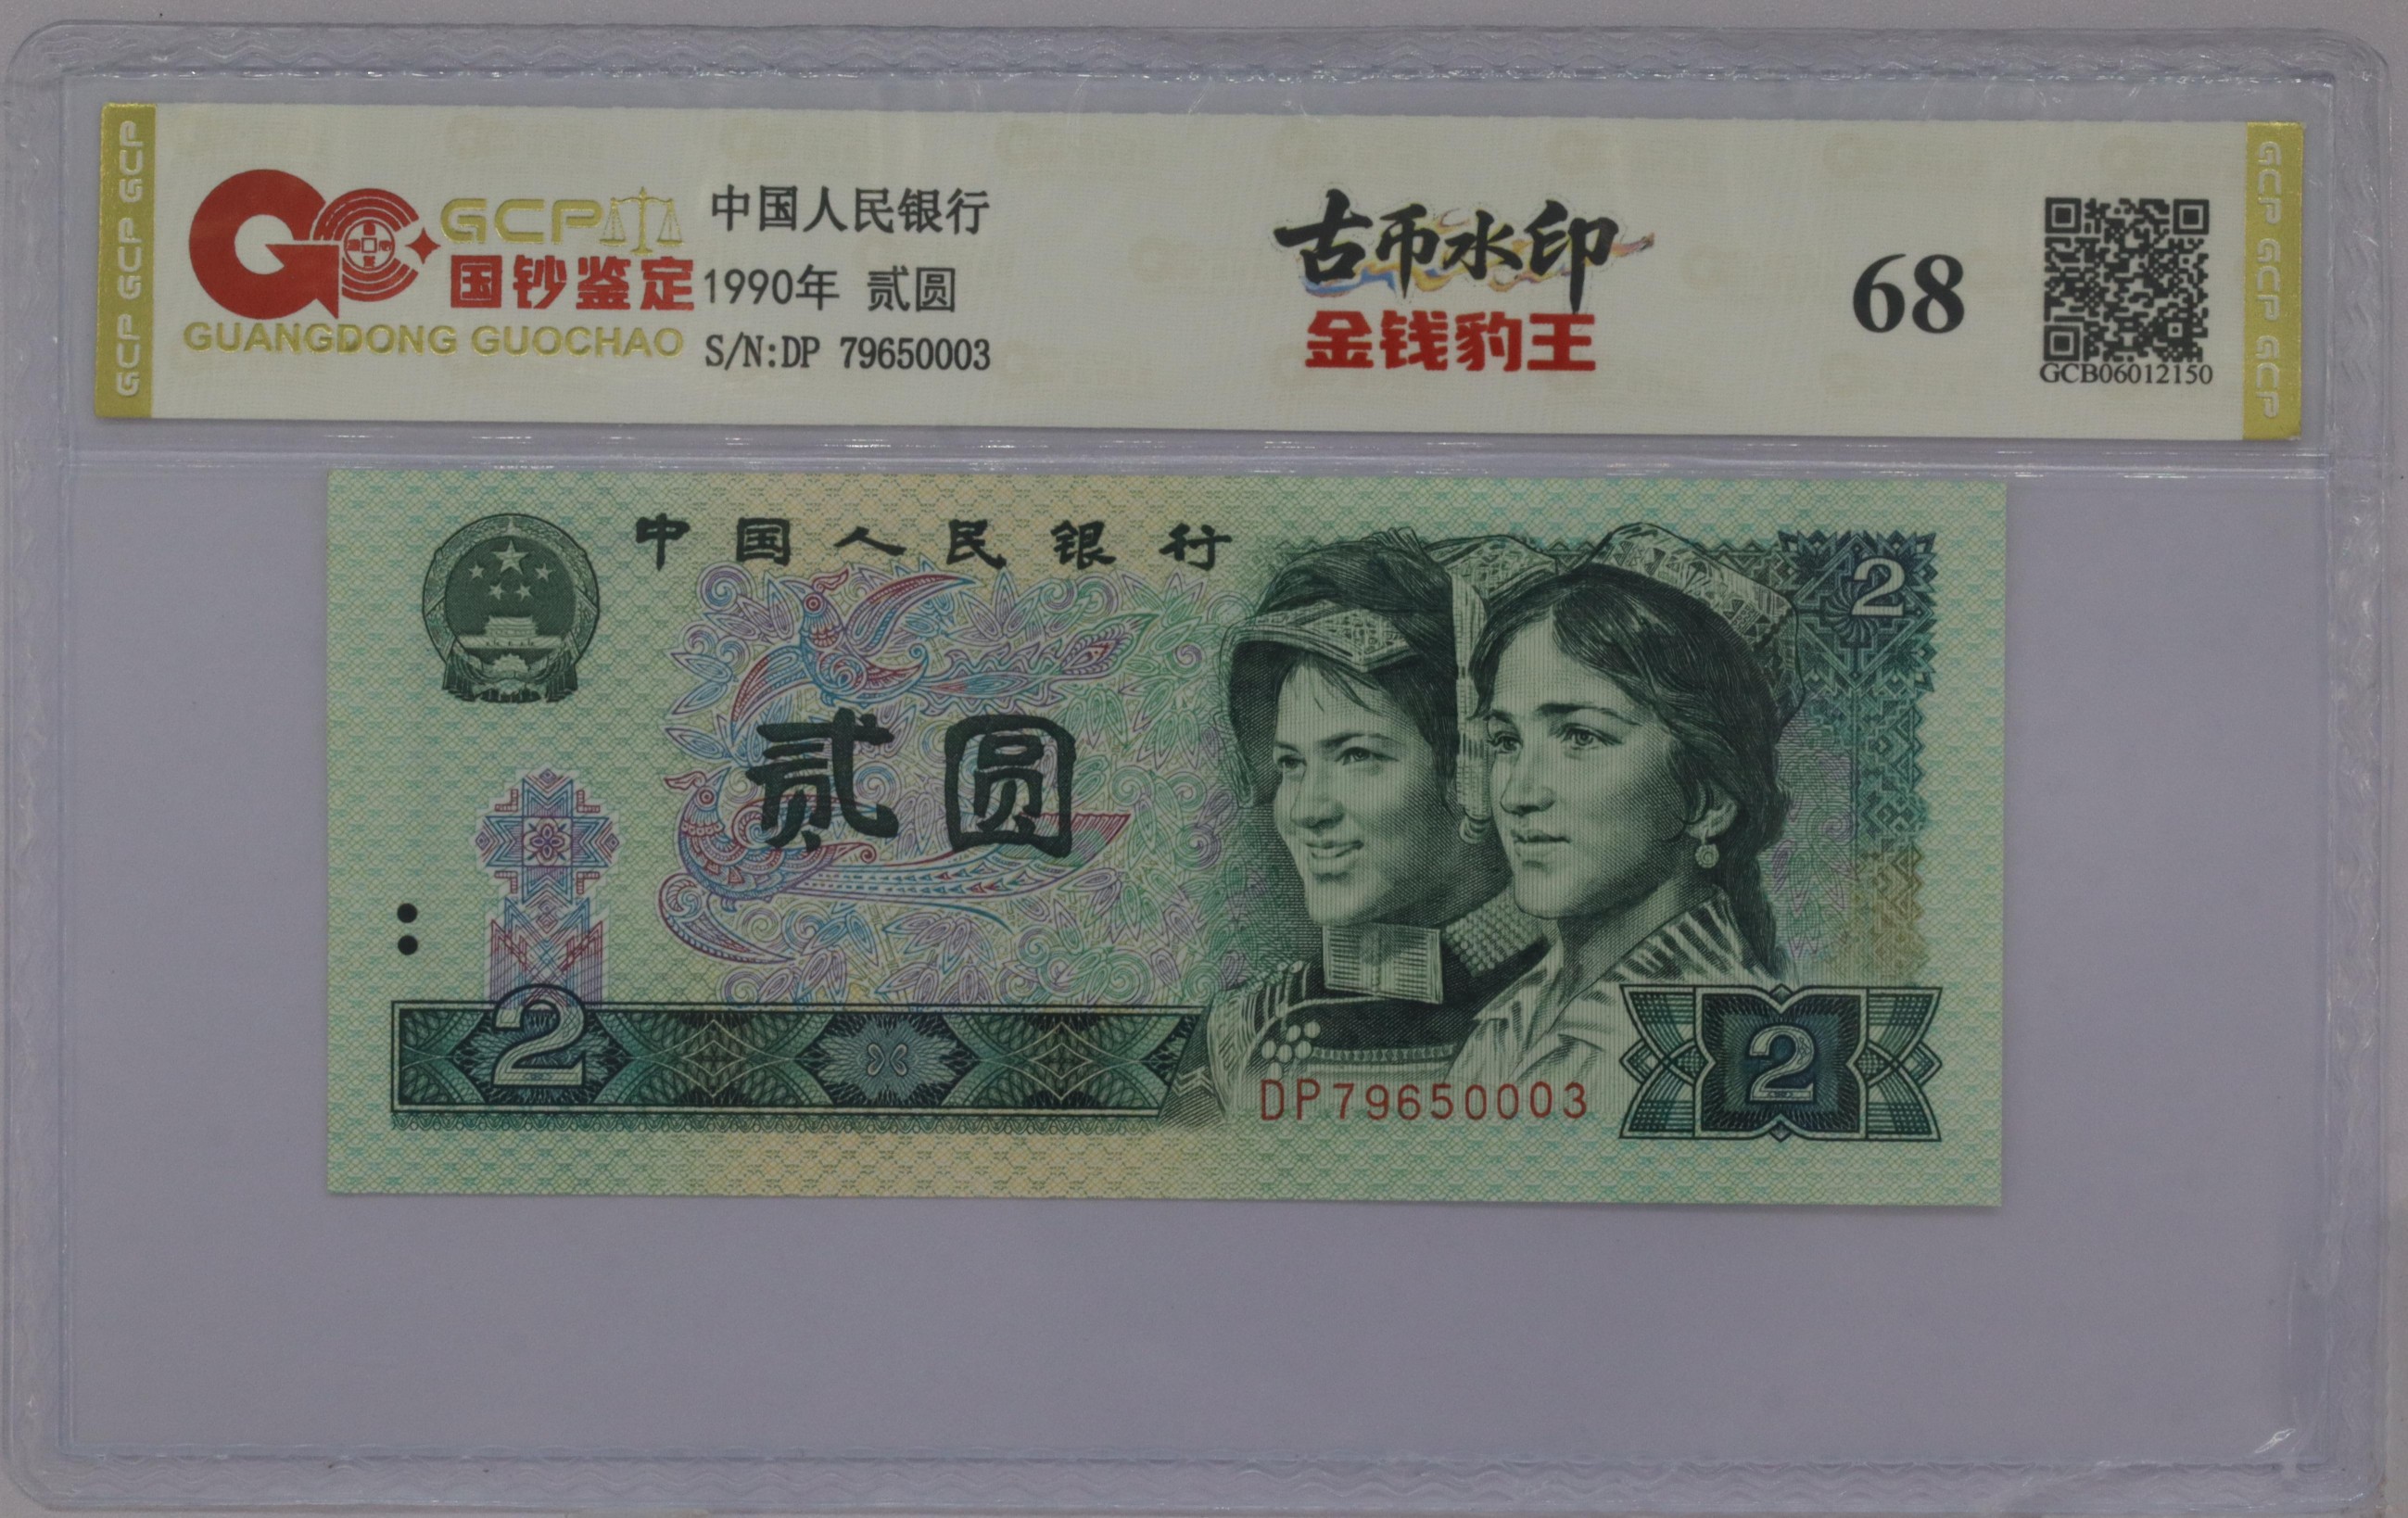 GCP GCP GCP
GCP
国钞鉴定
GUANGDONG GUOCHAO
中国人民银行
1990年 贰圆
S/N:DP 79650003
古币水印
金钱豹王
68
GCB06012150
GCP GCP GCP
中国人民银行
2
贰圆
2
DP79650003
2